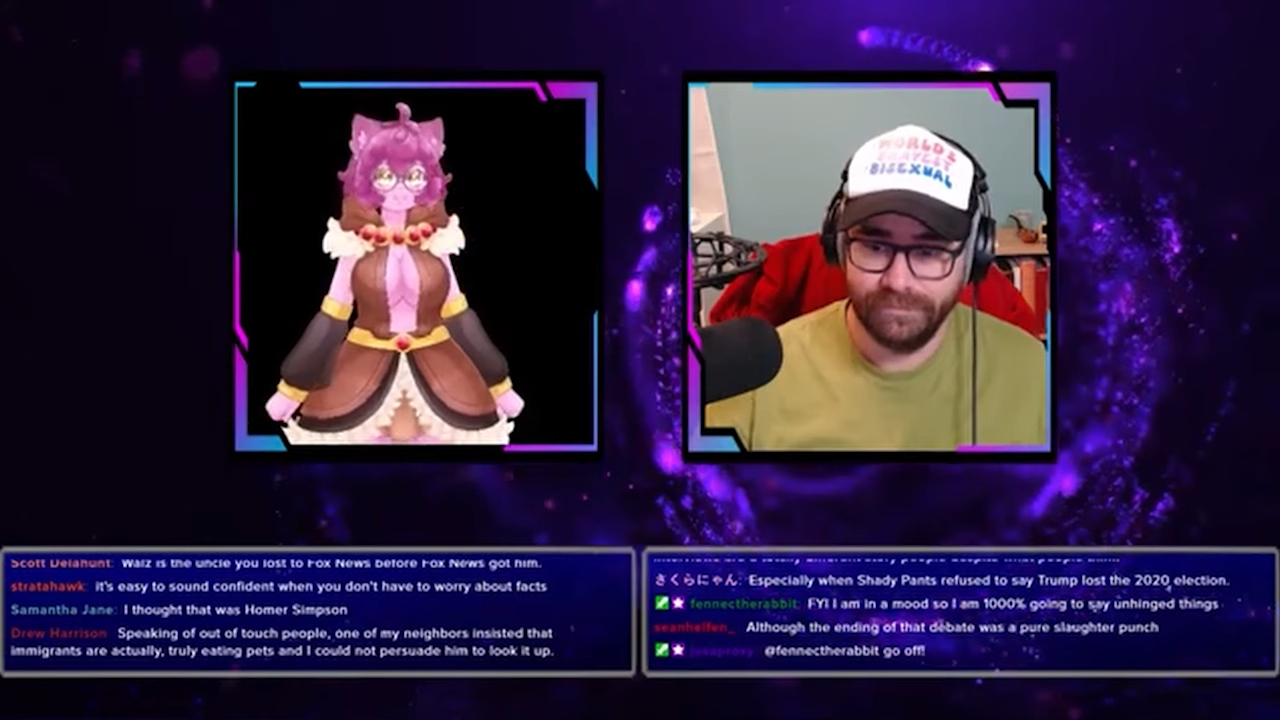 WORLD'S
OKAYEST
BISEXUAL
Scott Delahunt: Walz is the uncle you lost to Fox News before Fox News got him.
stratahawk: it's easy to sound confident when you don't have to worry about facts
Samantha Jane: I thought that was Homer Simpson
Drew Harrison: Speaking of out of touch people, one of my neighbors insisted that
immigrants are actually, truly eating pets and I could not persuade him to look it up.
さくらにゃん: Especially when Shady Pants refused to say Trump lost the 2020 election.
fennectherabbit: FYI I am in a mood so I am 1000% going to say unhinged things
seanhelfen_ Although the ending of that debate was a pure slaughter punch
@fennectherabbit go off!